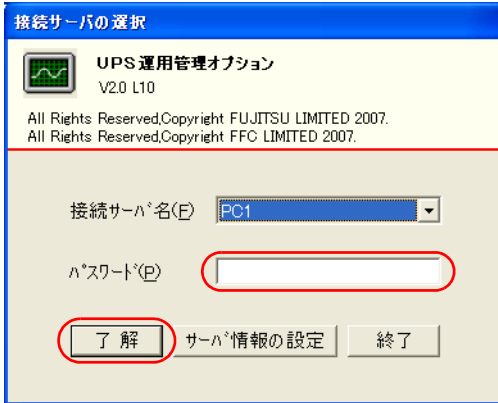 接続サーバの選択
UPS運用管理オプション
V2.0 L10
All Rights Reserved,Copyright FUJITSU LIMITED 2007.
All Rights Reserved,Copyright FFC LIMITED 2007.
接続サーバ名(F) PC1
パスワード(P)
了解 サーバ情報の設定 終了